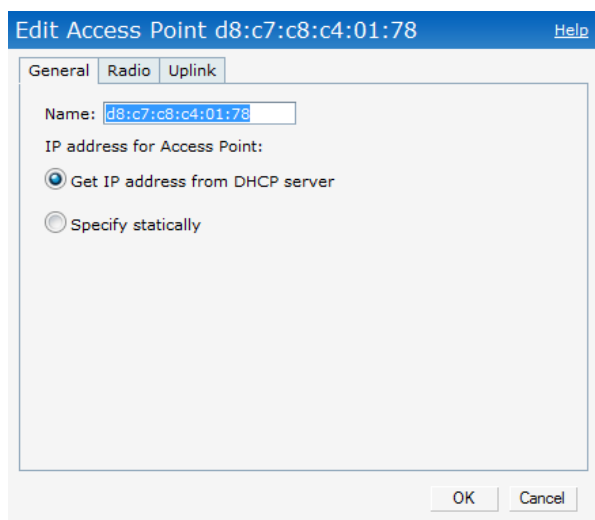 Edit Access Point d8:c7:c8:c4:01:78 Help
General Radio Uplink
Name: d8:c7:c8:c4:01:78
IP address for Access Point:
Get IP address from DHCP server
Specify statically
OK Cancel